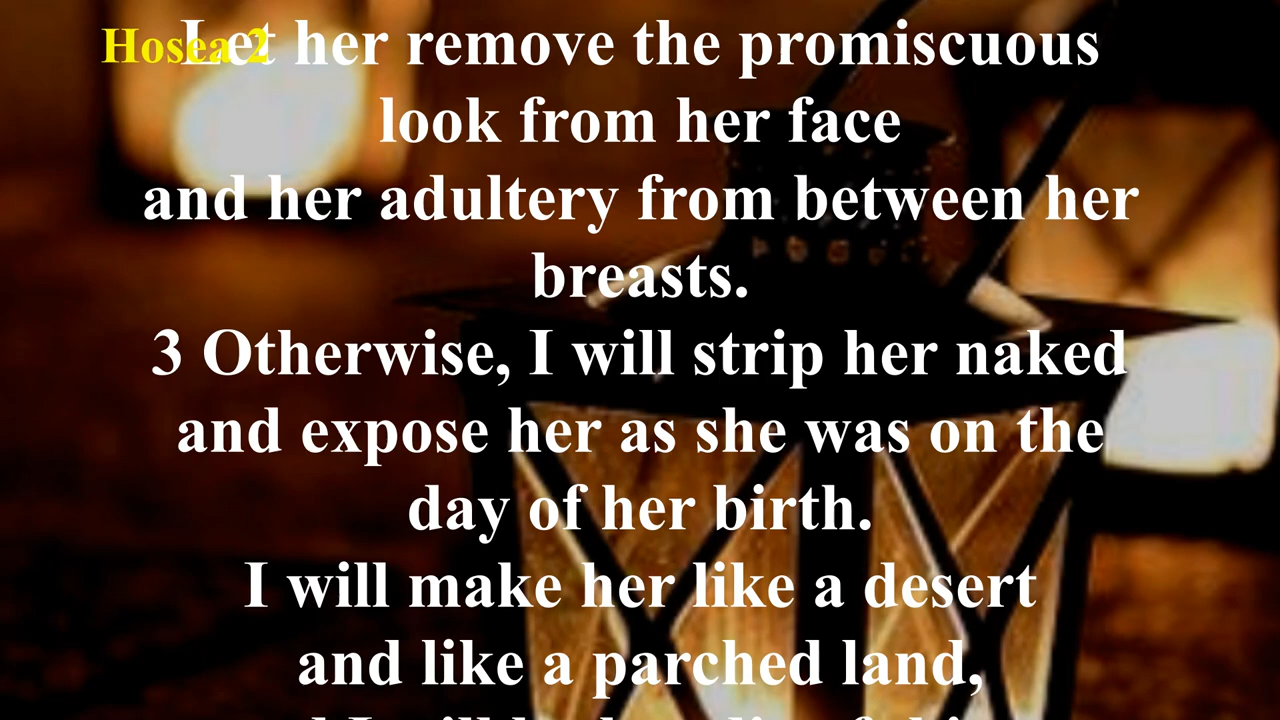 Hosea 2
Let her remove the promiscuous
look from her face
and her adultery from between her
breasts.
3 Otherwise, I will strip her naked
and expose her as she was on the
day of her birth.
I will make her like a desert
and like a parched land,